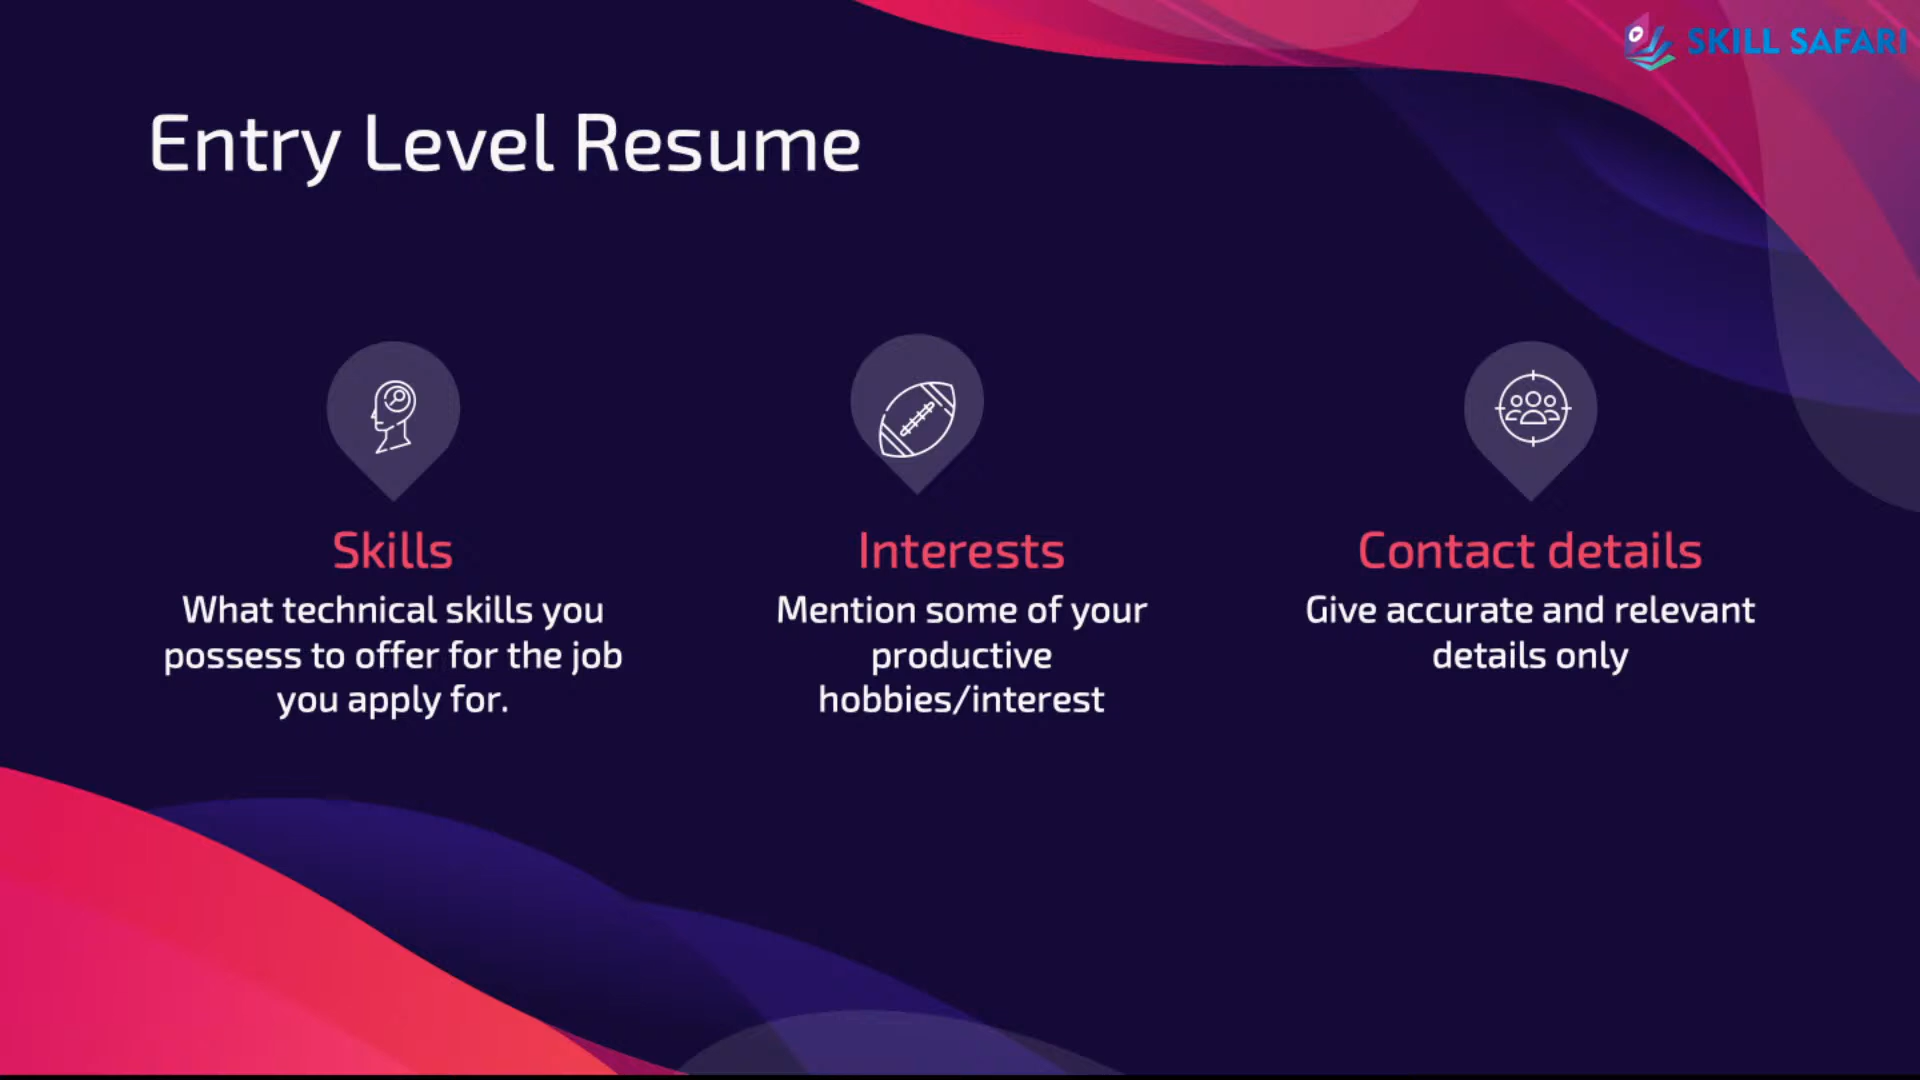 SKILL SAFARI
Entry Level Resume
Skills
What technical skills you
possess to offer for the job
you apply for.
Interests
Mention some of your
productive
hobbies/interest
Contact details
Give accurate and relevant
details only